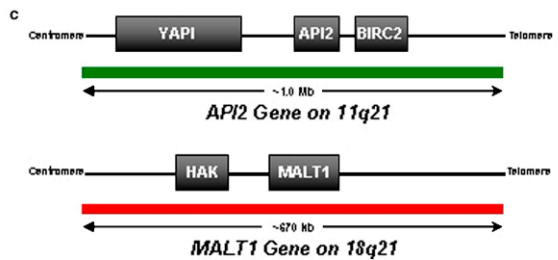 C
Centromere YAPI API2 BIRC2 Telomere
~1.0 Mb
API2 Gene on 11q21
Centromere HAK MALT1 Telomere
~670 kb
MALT1 Gene on 18q21